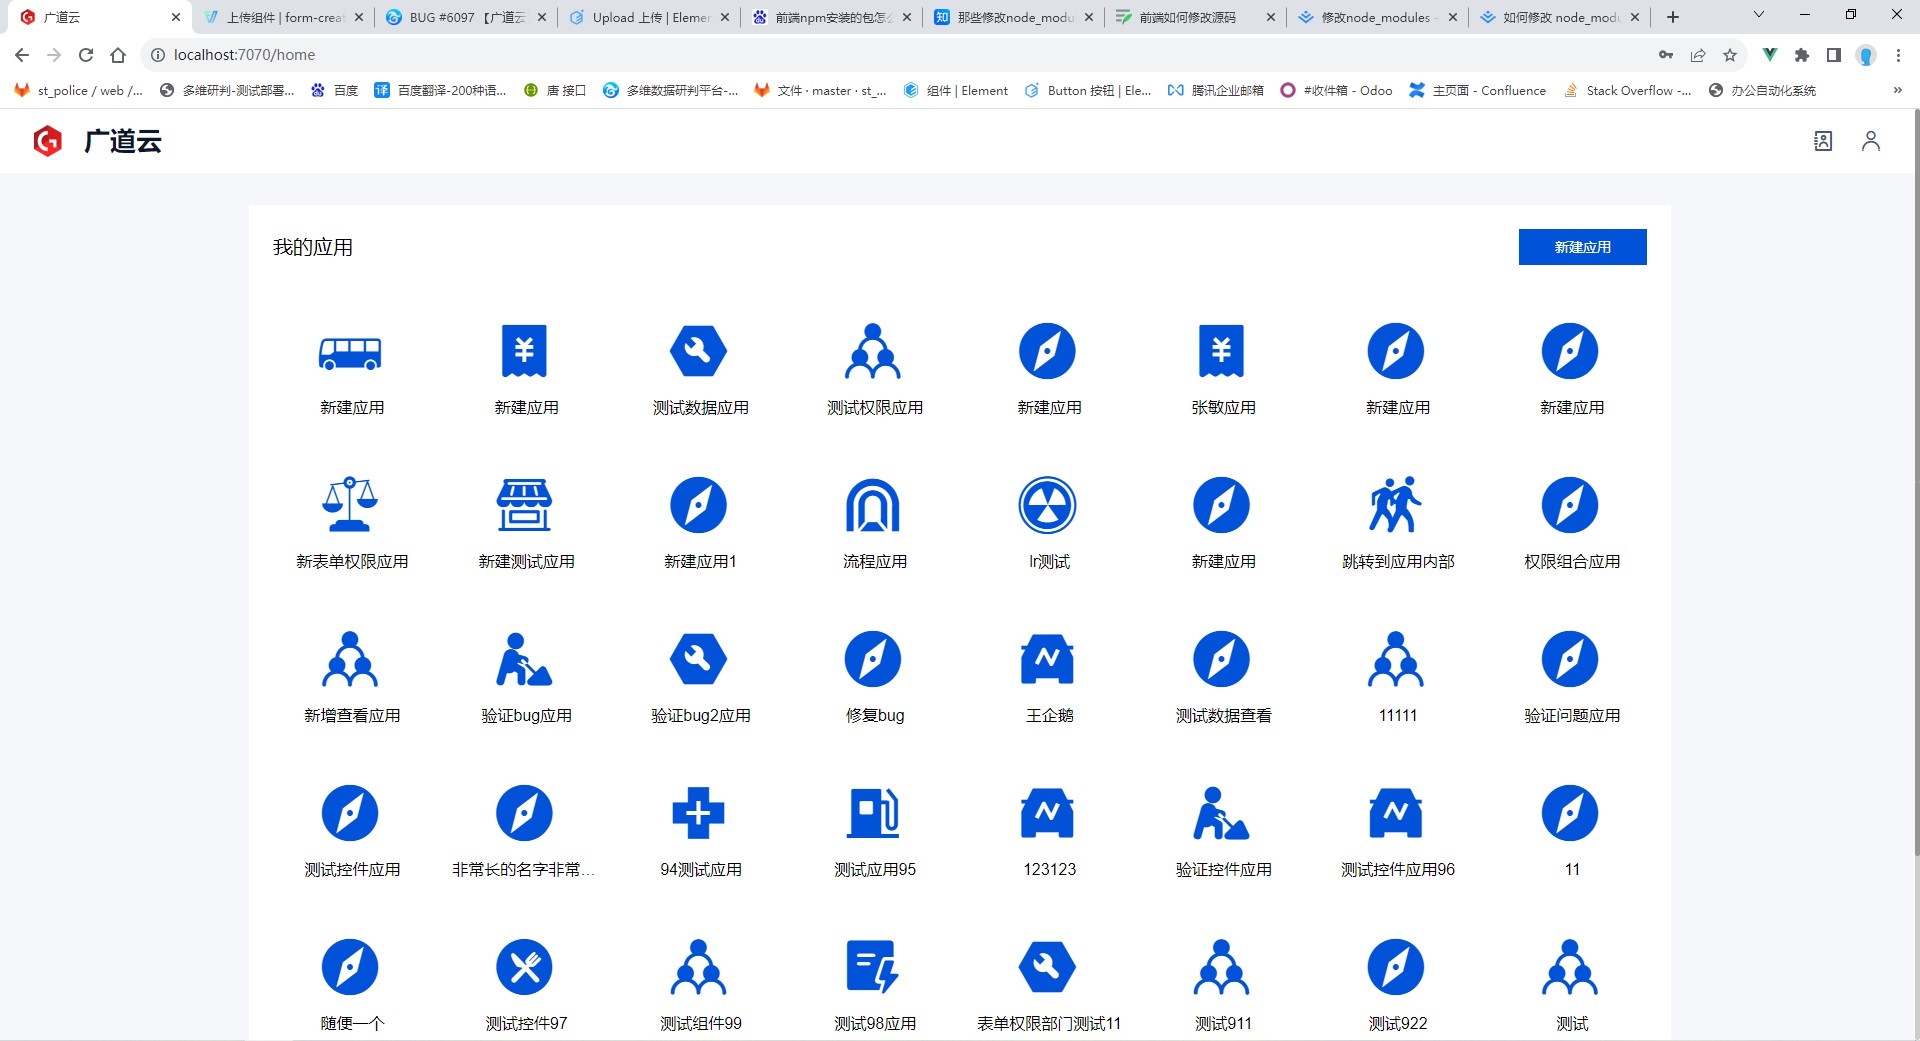 广道云
上传组件 | form-creat
BUG #6097 【广道云
Upload 上传 | Elemen
前端npm安装的包怎么
那些修改node_modu
前端如何修改源码
修改node_modules -
如何修改 node_modu
localhost:7070/home
st_police / web /...
多维研判-测试部署...
百度
百度翻译-200种语...
唐 接口
多维数据研判平台-...
文件 · master · st_...
组件 | Element
Button 按钮 | Ele...
腾讯企业邮箱
#收件箱 - Odoo
主页面 - Confluence
Stack Overflow -...
办公自动化系统
广道云
我的应用
新建应用
新建应用
新建应用
测试数据应用
测试权限应用
新建应用
张敏应用
新建应用
新建应用
新表单权限应用
新建测试应用
新建应用1
流程应用
lr测试
新建应用
跳转到应用内部
权限组合应用
新增查看应用
验证bug应用
验证bug2应用
修复bug
王企鹅
测试数据查看
11111
验证问题应用
测试控件应用
非常长的名字非常...
94测试应用
测试应用95
123123
验证控件应用
测试控件应用96
11
随便一个
测试控件97
测试组件99
测试98应用
表单权限部门测试11
测试911
测试922
测试